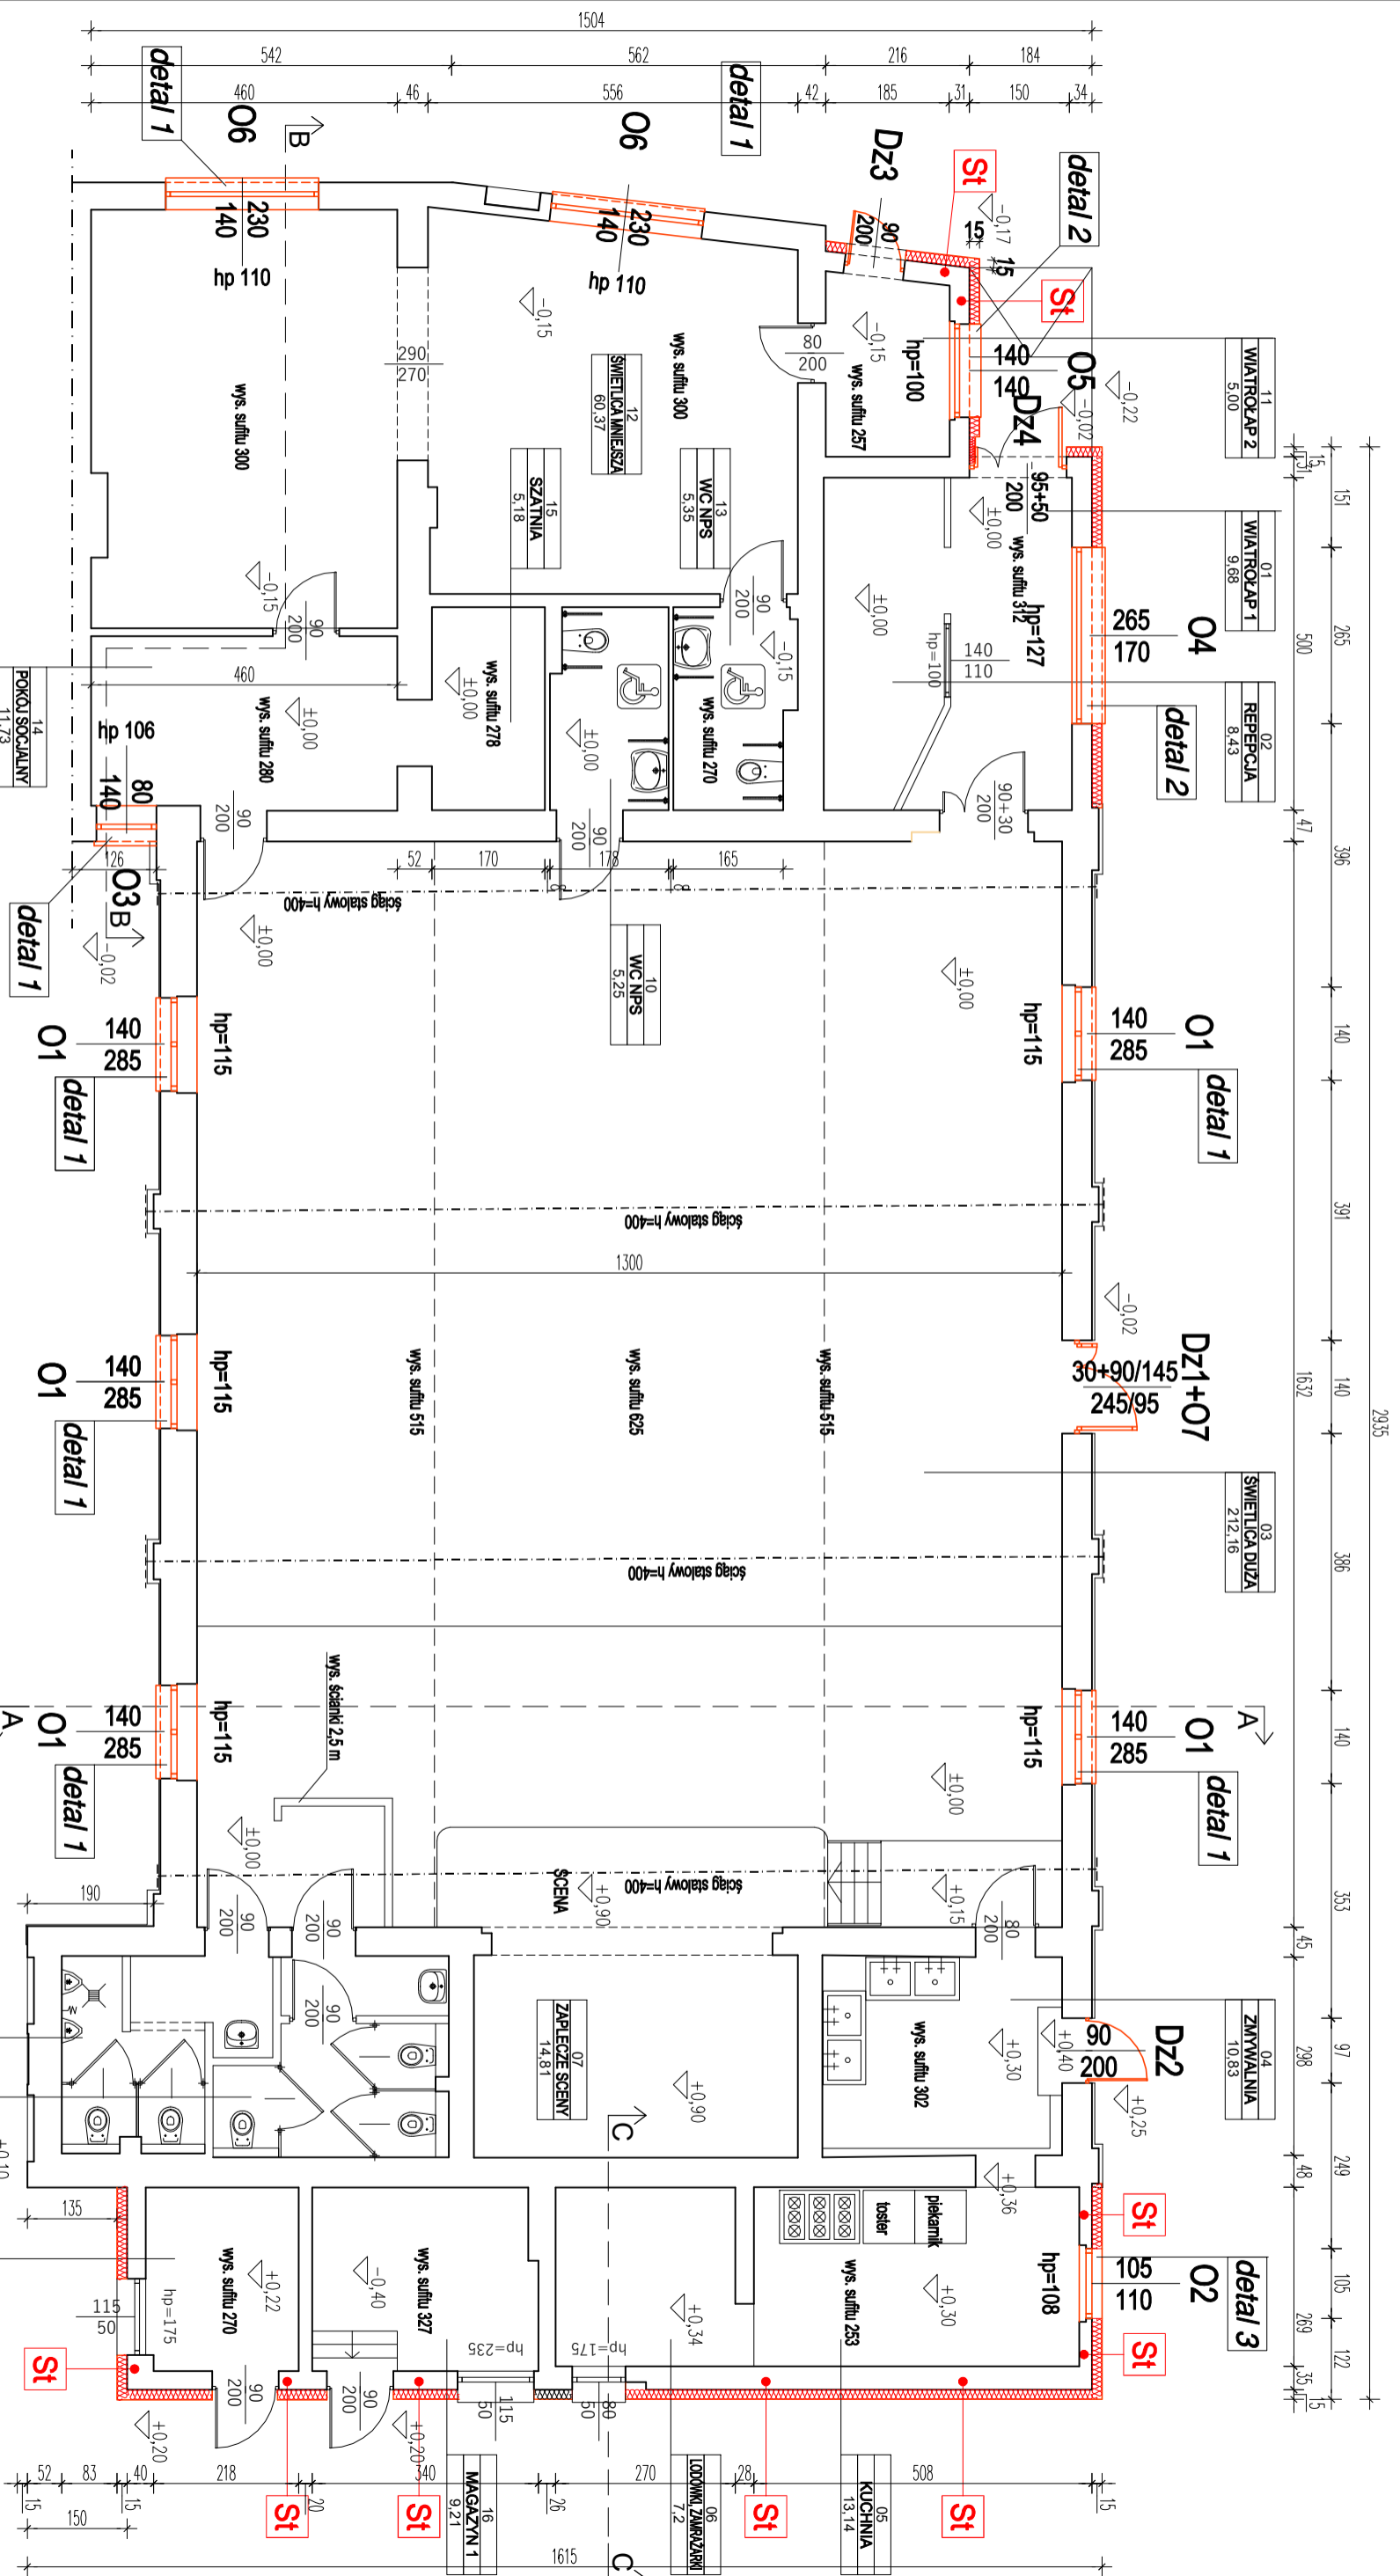 1504
542
562
216
184
460
46
556
42
185
31
150
34
detal 1
O6
B
O6
detal 1
Dz3
St
detal 2
-0,17
15
15
St
230
140
hp 110
230
140
hp 110
90
200
-0,15
-0,15
hp=100
140
140
O5
-0,22
-0,02
Dz4
11
WIATROŁAP 2
5,00
80
200
wys. sufitu 257
wys. sufitu 300
290
270
wys. sufitu 300
12
ŚWIETLICA MNIEJSZA
60,37
15
SZATNIA
5,18
13
WC NPS
5,35
95+50
200
±0,00
wys. sufitu 312
hp=127
265
170
O4
01
WIATROŁAP 1
9,68
15
31
151
265
500
-0,15
90
200
90
200
-0,15
±0,00
140
110
hp=100
02
REPEPCJA
8,43
detal 2
460
wys. sufitu 280
±0,00
wys. sufitu 278
±0,00
±0,00
wys. sufitu 270
14
POKÓJ SOCJALNY
11,73
hp 106
80
140
90
200
90
200
90+30
200
47
396
126
O3
B
detal 1
-0,02
52
170
8
178
8
165
ściąg stalowy h=400
±0,00
10
WC NPS
5,25
±0,00
hp=115
140
285
O1
detal 1
140
hp=115
140
285
O1
detal 1
ściąg stalowy h=400
391
1300
-0,02
Dz1+O7
30+90/145
245/95
140
1632
2935
wys. sufitu 515
wys. sufitu 625
wys. sufitu 515
hp=115
140
285
O1
detal 1
03
ŚWIETLICA DUŻA
212,16
ściąg stalowy h=400
386
wys. ścianki 2,5 m
hp=115
140
285
O1
detal 1
A
hp=115
140
285
O1
A
detal 1
140
±0,00
±0,00
190
SCENA
+0,90
ściąg stalowy h=400
+0,15
353
90
200
90
200
80
200
45
90
200
07
ZAPLECZE SCENY
14,81
+0,90
wys. sufitu 302
+0,30
+0,40
90
200
Dz2
+0,25
04
ZMYWALNIA
10,83
97
298
C
+0,10
135
+0,36
249
48
St
piekarnik
toster
wys. sufitu 270
+0,22
hp=175
115
50
wys. sufitu 327
-0,40
+0,34
wys. sufitu 253
+0,30
hp=108
105
110
O2
detal 3
105
269
122
35
15
St
St
hp=235
hp=175
115
50
80
50
90
200
90
200
+0,20
+0,20
16
MAGAZYN 1
9,21
06
LODÓWKI, ZAMRAŻARKI
7,2
05
KUCHNIA
13,14
52
83
40
218
340
270
28
508
15
15
15
20
26
150
St
St
St
St
1615
C